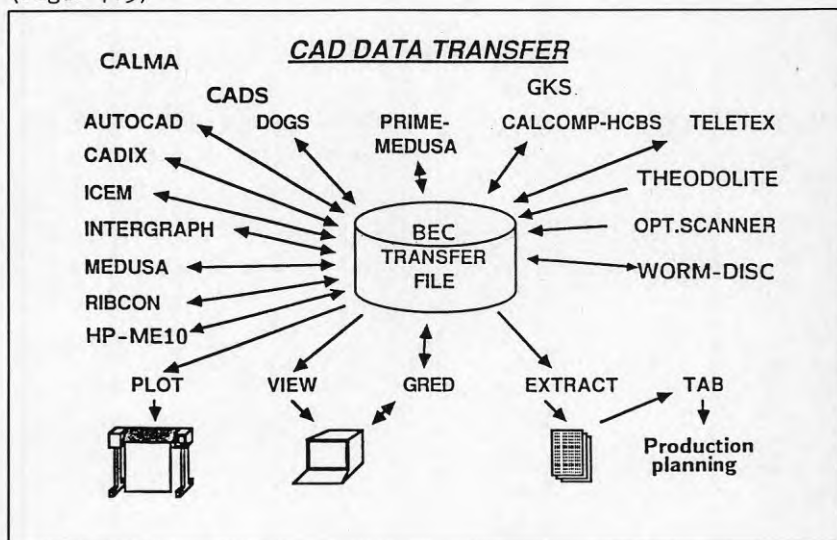 CAD DATA TRANSFER
CALMA
CADS
GKS
AUTOCAD
DOGS
PRIME-
MEDUSA
CALCOMP-HCBS
TELETEX
CADIX
THEODOLITE
ICEM
INTERGRAPH
OPT.SCANNER
BEC
TRANSFER
FILE
MEDUSA
WORM-DISC
RIBCON
HP-ME10
PLOT
VIEW
GRED
EXTRACT
TAB
Production
planning